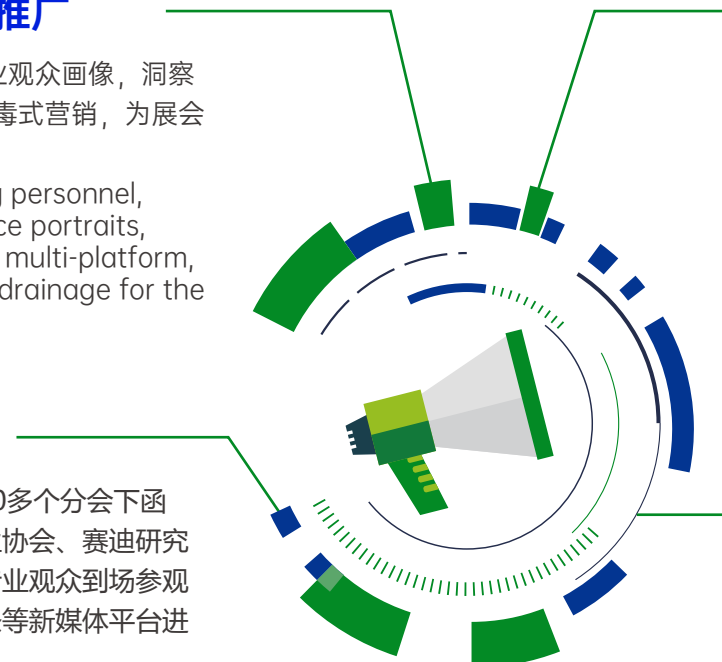 推广
业观众画像，洞察
毒式营销，为展会
g personnel,
ce portraits,
multi-platform,
drainage for the
0多个分会下函
协会、赛迪研究
业观众到场参观
等新媒体平台进